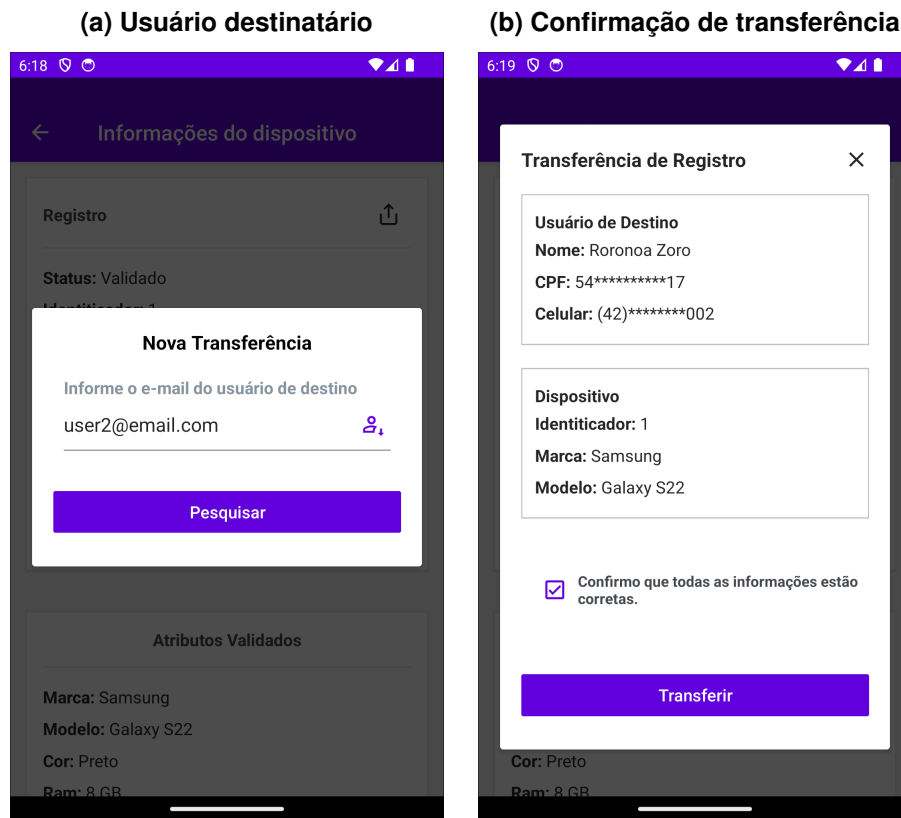 (a) Usuário destinatário
6:18
Informações do dispositivo
Registro
Status: Validado
Identiticador: 1
Nova Transferência
Informe o e-mail do usuário de destino
user2@email.com
Pesquisar
Atributos Validados
Marca: Samsung
Modelo: Galaxy S22
Cor: Preto
Ram: 8 GB
(b) Confirmação de transferência
6:19
Transferência de Registro
Usuário de Destino
Nome: Roronoa Zoro
CPF: 54**********17
Celular: (42)********002
Dispositivo
Identiticador: 1
Marca: Samsung
Modelo: Galaxy S22
Confirmo que todas as informações estão
corretas.
Transferir
Cor: Preto
Ram: 8 GB